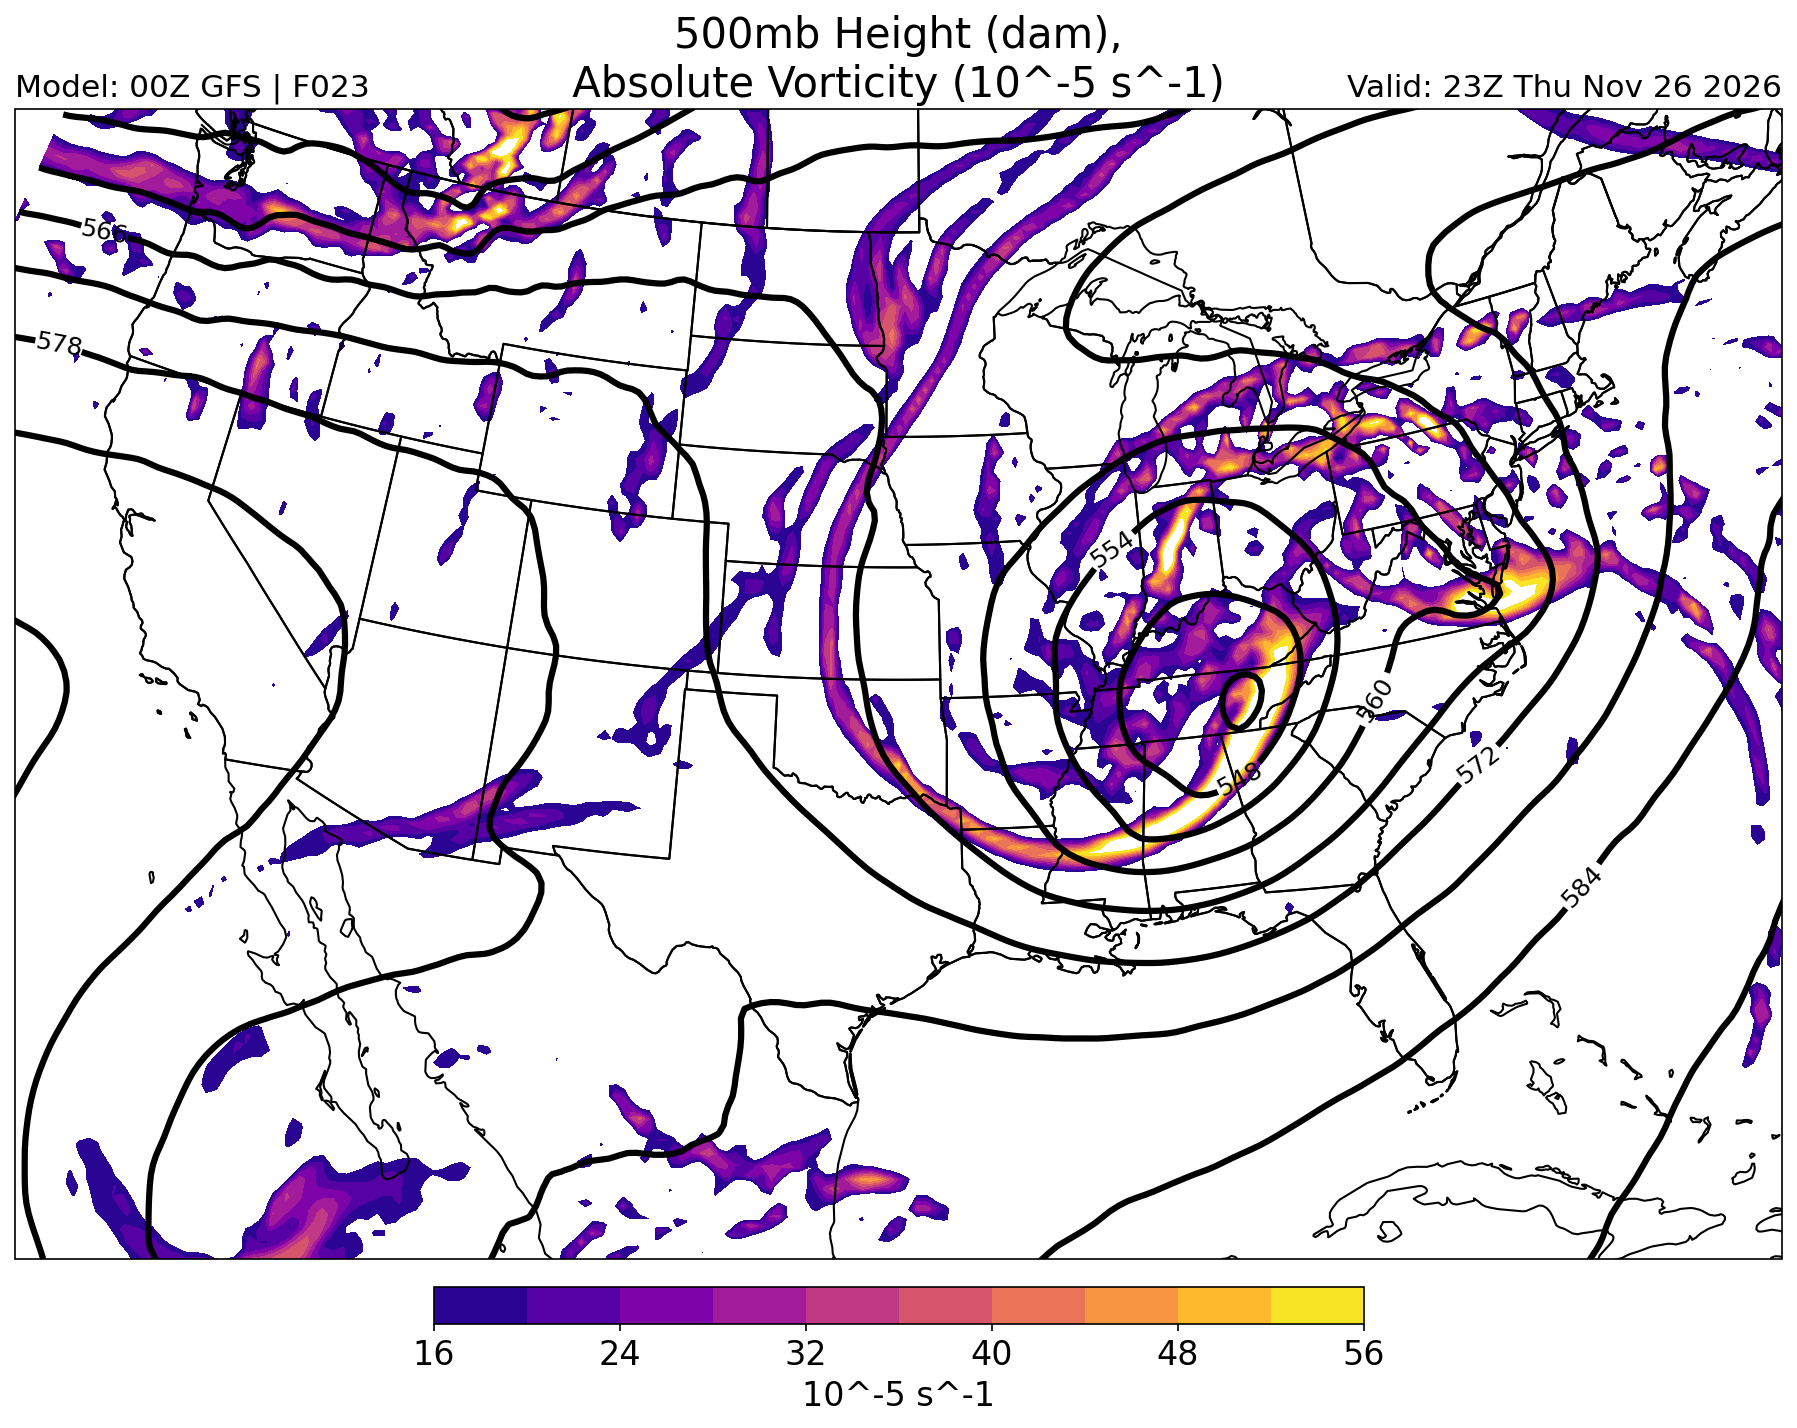 500mb Height (dam),
Model: 00Z GFS | F023
Absolute Vorticity (10^-5 s^-1)
Valid: 23Z Thu Nov 26 2026
566
578
554
560
548
572
584
16 24 32 40 48 56
10^-5 s^-1